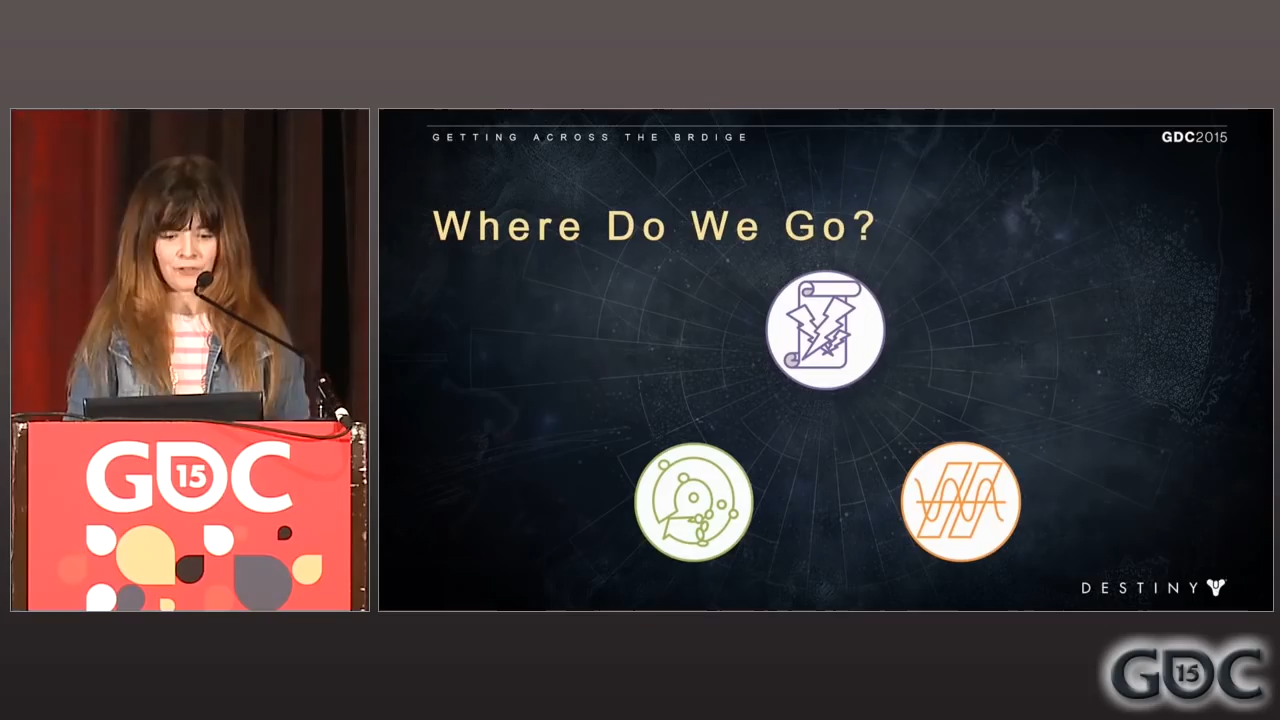 GETTING ACROSS THE BRDIGE
GDC2015
Where Do We Go?
DESTINY
GDC
15
GDC
15